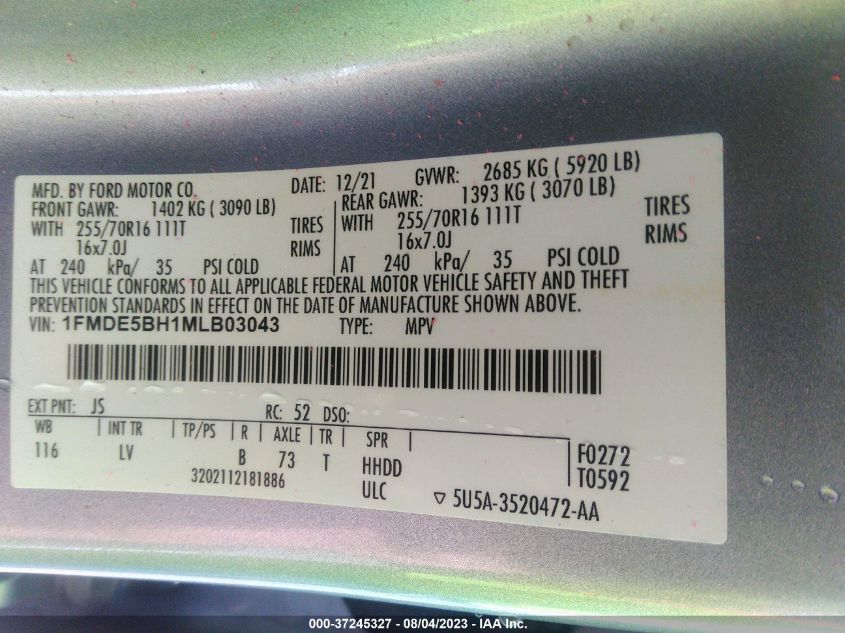 MFD. BY FORD MOTOR CO. DATE: 12/21 GVWR: 2685 KG ( 5920 LB)
FRONT GAWR: 1402 KG ( 3090 LB) REAR GAWR: 1393 KG ( 3070 LB)
WITH 255/70R16 111T TIRES WITH 255/70R16 111T TIRES
16x7.0J RIMS 16x7.0J RIMS
AT 240 kPa/ 35 PSI COLD AT 240 kPa/ 35 PSI COLD
THIS VEHICLE CONFORMS TO ALL APPLICABLE FEDERAL MOTOR VEHICLE SAFETY AND THEFT
PREVENTION STANDARDS IN EFFECT ON THE DATE OF MANUFACTURE SHOWN ABOVE.
VIN: 1FMDE5BH1MLB03043 TYPE: MPV
EXT PNT: JS RC: 52 DSO:
WB INT TR TP/PS R AXLE TR SPR F0272
116 LV B 73 T HHDD T0592
3202112181886 ULC ▽ 5U5A-3520472-AA
000-37245327 - 08/04/2023 - IAA Inc.